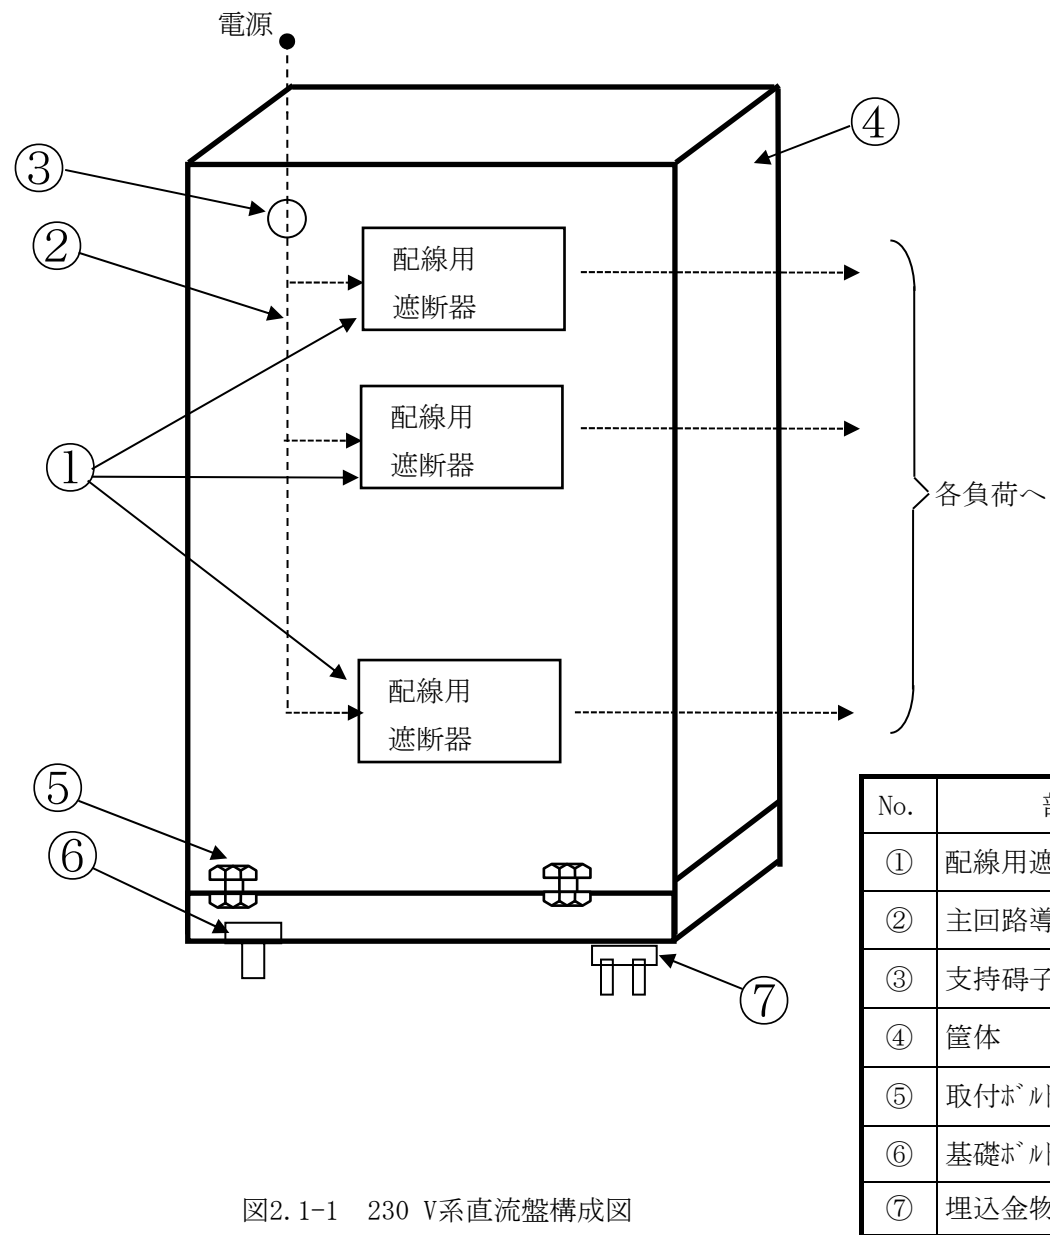 電源
④
③
②
配線用
遮断器
配線用
遮断器
①
各負荷へ
配線用
遮断器
⑤
⑥
⑦
No.
① 配線用遮
② 主回路導
③ 支持碍子
④ 筐体
⑤ 取付ﾎﾞﾙﾄ
⑥ 基礎ﾎﾞﾙﾄ
⑦ 埋込金物
図2.1-1 230 V系直流盤構成図